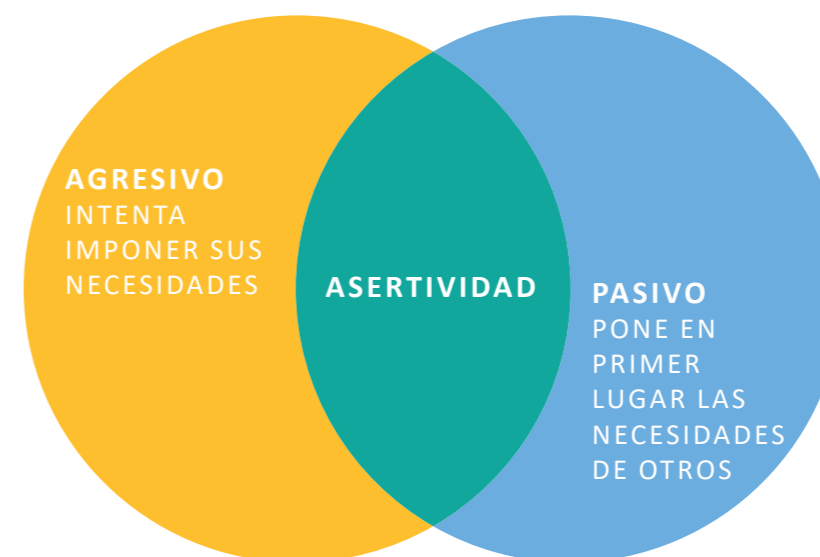 AGRESIVO
INTENTA
IMPONER SUS
NECESIDADES
ASERTIVIDAD
PASIVO
PONE EN
PRIMER
LUGAR LAS
NECESIDADES
DE OTROS